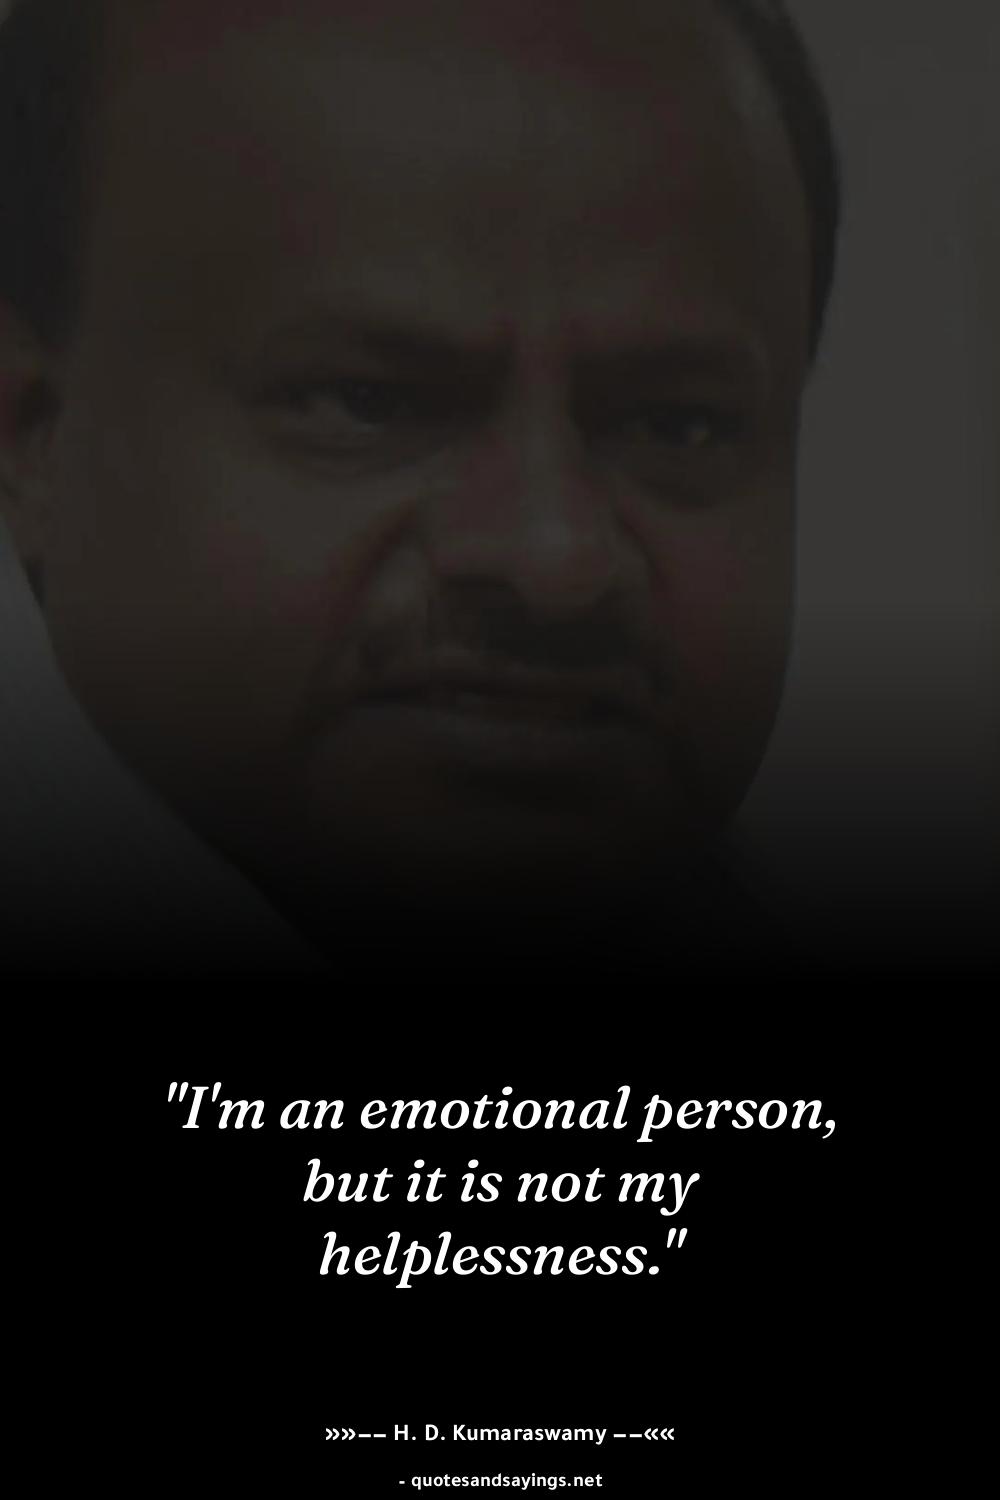 "I'm an emotional person,
but it is not my
helplessness."
»»—— H. D. Kumaraswamy ——««
- quotesandsayings.net